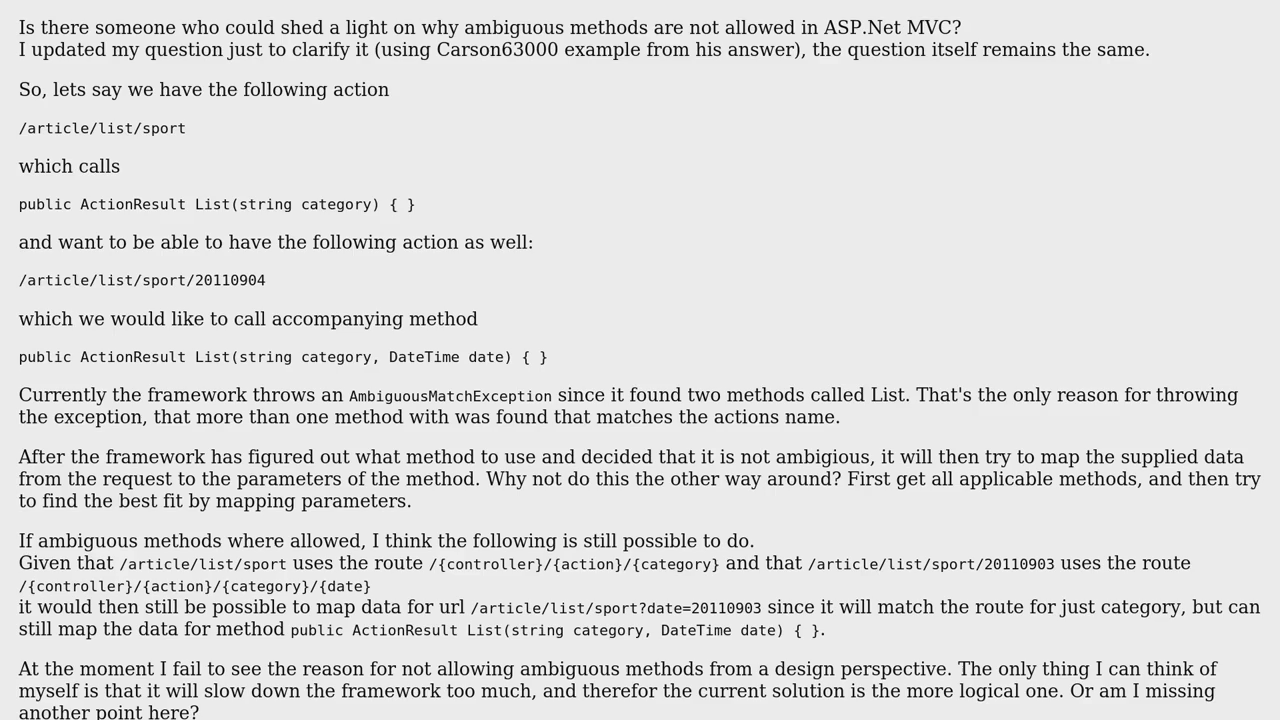 Is there someone who could shed a light on why ambiguous methods are not allowed in ASP.Net MVC?
I updated my question just to clarify it (using Carson63000 example from his answer), the question itself remains the same.
So, lets say we have the following action
/article/list/sport
which calls
public ActionResult List(string category) { }
and want to be able to have the following action as well:
/article/list/sport/20110904
which we would like to call accompanying method
public ActionResult List(string category, DateTime date) { }
Currently the framework throws an AmbiguousMatchException since it found two methods called List. That's the only reason for throwing
the exception, that more than one method with was found that matches the actions name.
After the framework has figured out what method to use and decided that it is not ambigious, it will then try to map the supplied data
from the request to the parameters of the method. Why not do this the other way around? First get all applicable methods, and then try
to find the best fit by mapping parameters.
If ambiguous methods where allowed, I think the following is still possible to do.
Given that /article/list/sport uses the route /{controller}/{action}/{category} and that /article/list/sport/20110903 uses the route
/{controller}/{action}/{category}/{date}
it would then still be possible to map data for url /article/list/sport?date=20110903 since it will match the route for just category, but can
still map the data for method public ActionResult List(string category, DateTime date) { }.
At the moment I fail to see the reason for not allowing ambiguous methods from a design perspective. The only thing I can think of
myself is that it will slow down the framework too much, and therefor the current solution is the more logical one. Or am I missing
another point here?